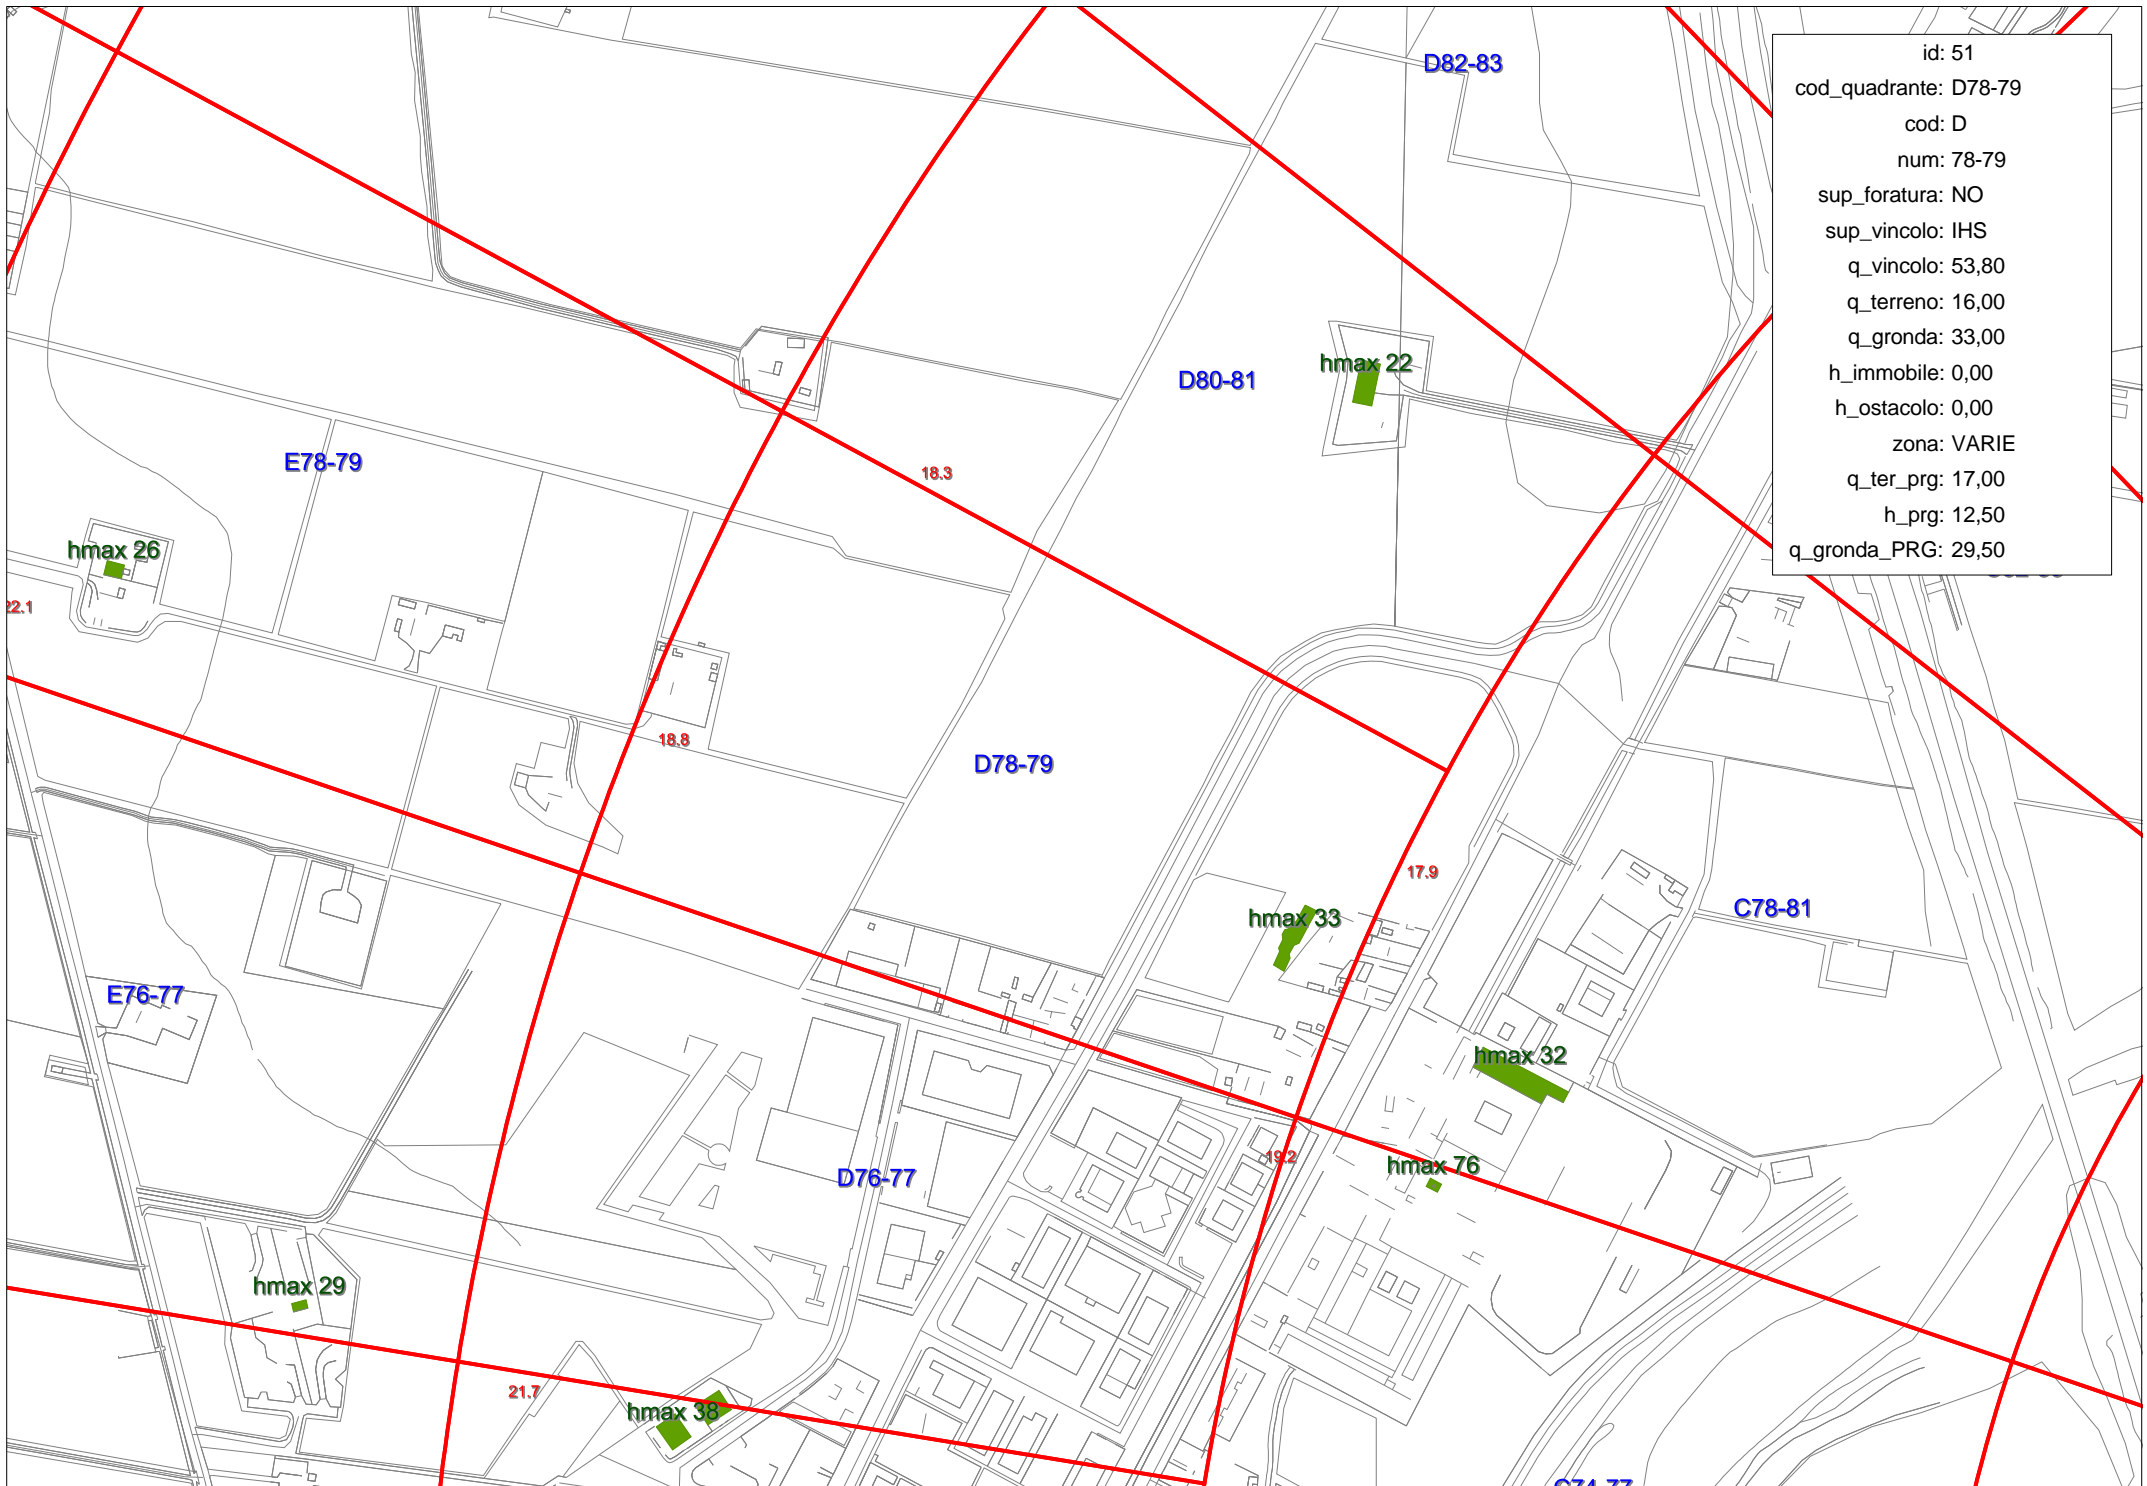 D82-83
id: 51
cod_quadrante: D78-79
cod: D
num: 78-79
sup_foratura: NO
sup_vincolo: IHS
q_vincolo: 53,80
q_terreno: 16,00
q_gronda: 33,00
h_immobile: 0,00
h_ostacolo: 0,00
zona: VARIE
q_ter_prg: 17,00
h_prg: 12,50
q_gronda_PRG: 29,50
hmax 22
D80-81
E78-79
18.3
hmax 26
22.1
18.8
D78-79
17.9
hmax 33
C78-81
E76-77
hmax 32
19.2
hmax 76
D76-77
hmax 29
21.7
hmax 38
C74-77